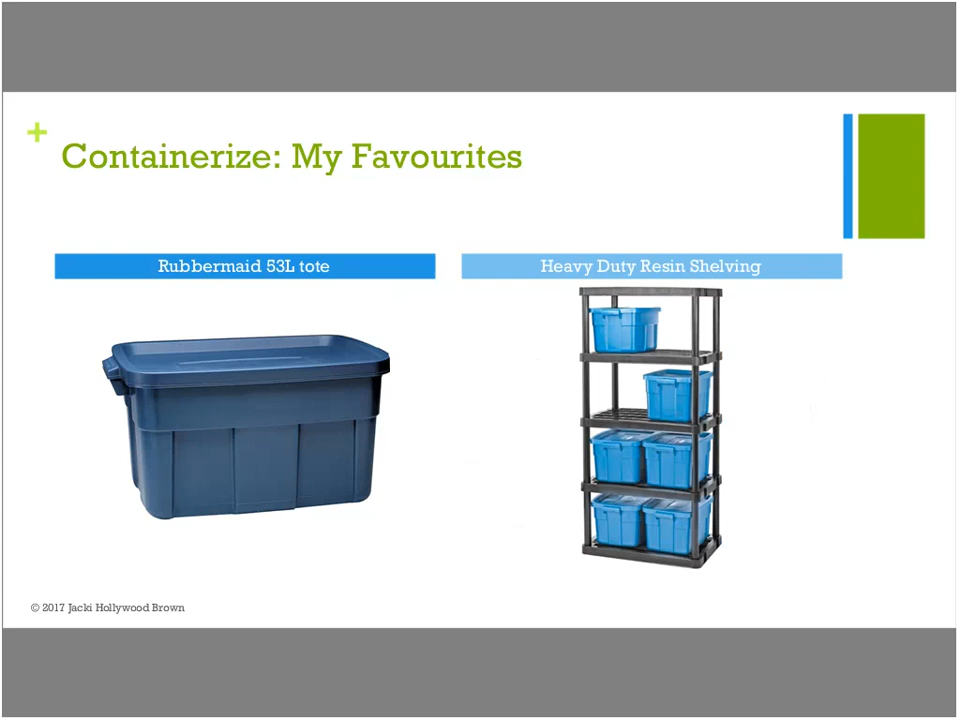 +
Containerize: My Favourites
Rubbermaid 53L tote
Heavy Duty Resin Shelving
© 2017 Jacki Hollywood Brown